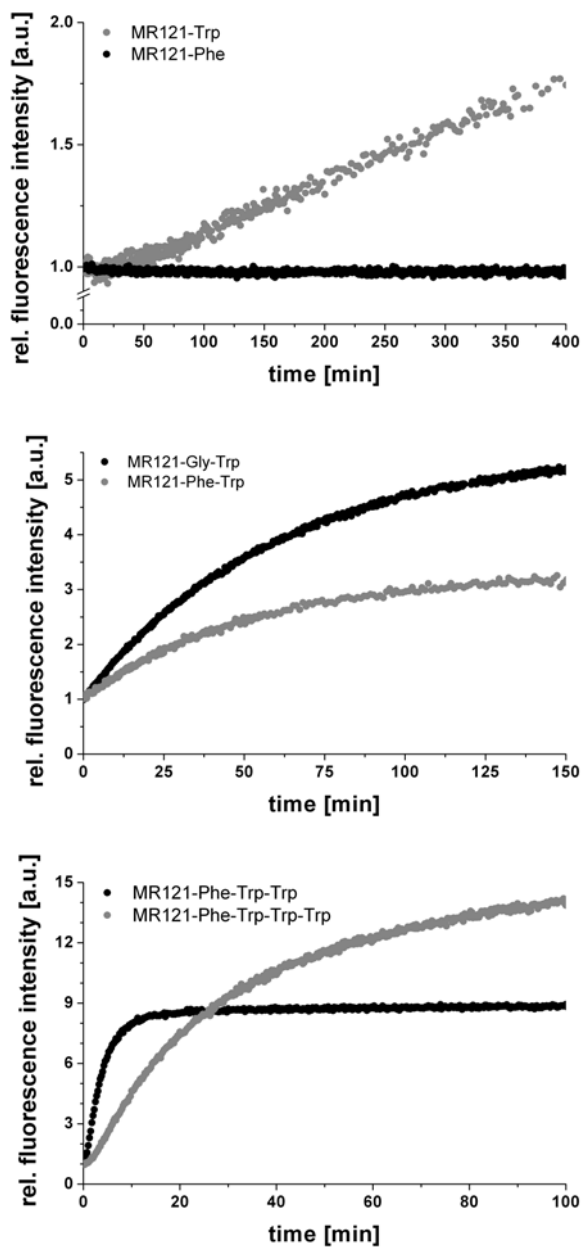 2.0
MR121-Trp
MR121-Phe
1.5
1.0
0.0
rel. fluorescence intensity [a.u.]
0 50 100 150 200 250 300 350 400
time [min]
MR121-Gly-Trp
MR121-Phe-Trp
5
4
3
2
1
0
rel. fluorescence intensity [a.u.]
0 25 50 75 100 125 150
time [min]
15
MR121-Phe-Trp-Trp
MR121-Phe-Trp-Trp-Trp
12
9
6
3
0
rel. fluorescence intensity [a.u.]
0 20 40 60 80 100
time [min]